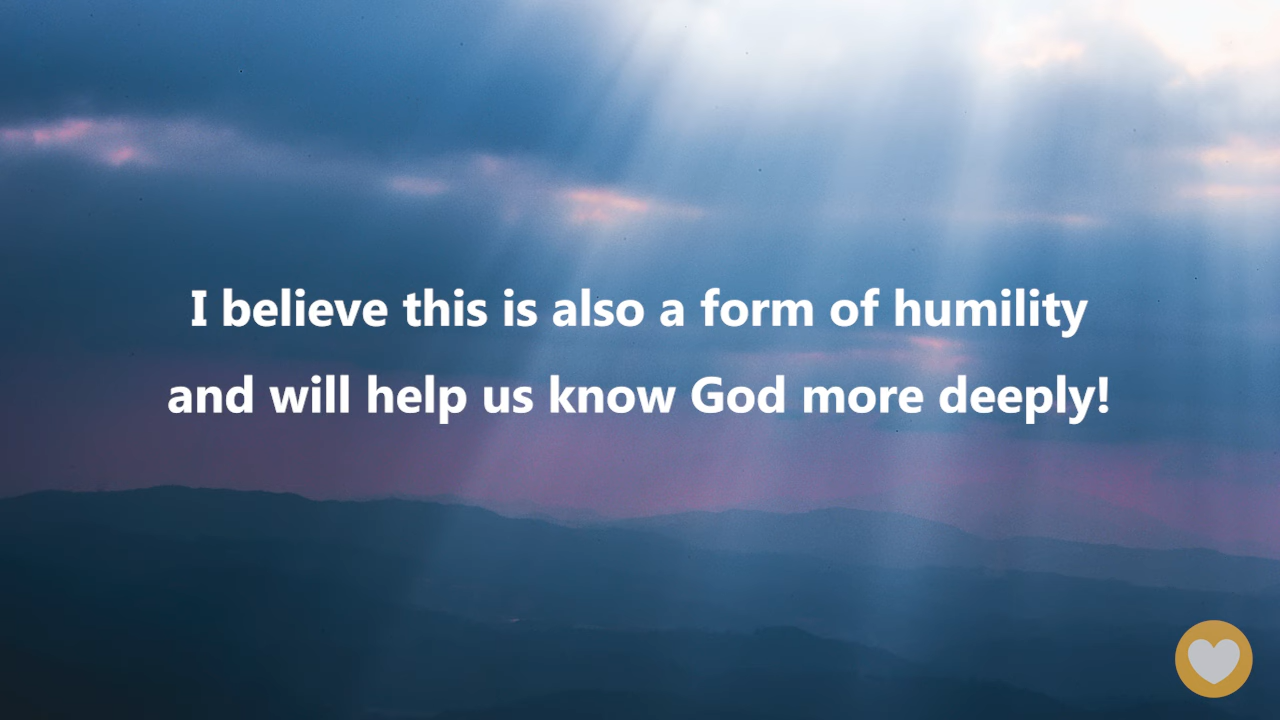 I believe this is also a form of humility
and will help us know God more deeply!